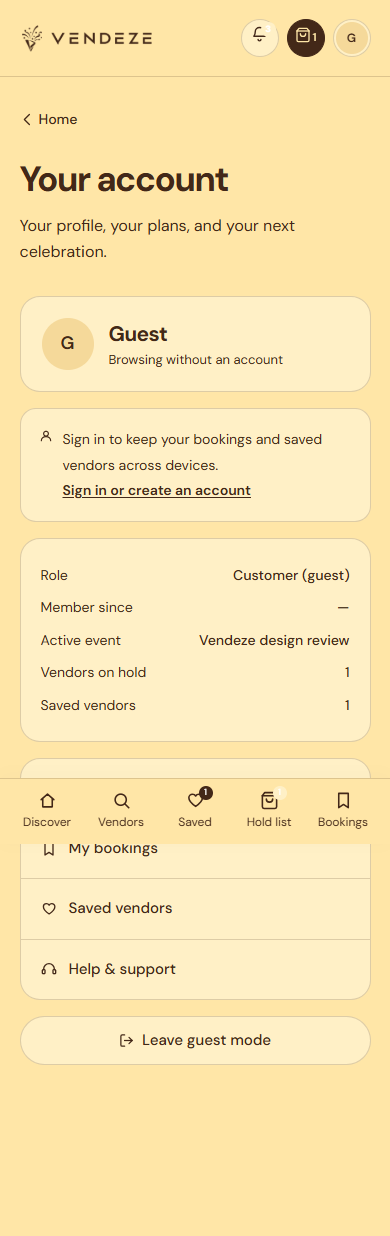 VENDEZE
1
G
Home
Your account
Your profile, your plans, and your next
celebration.
G
Guest
Browsing without an account
Sign in to keep your bookings and saved
vendors across devices.
Sign in or create an account
Role
Customer (guest)
Member since
—
Active event
Vendeze design review
Vendors on hold
1
Saved vendors
1
1
Discover
Vendors
Saved
Hold list
Bookings
My bookings
Saved vendors
Help & support
Leave guest mode